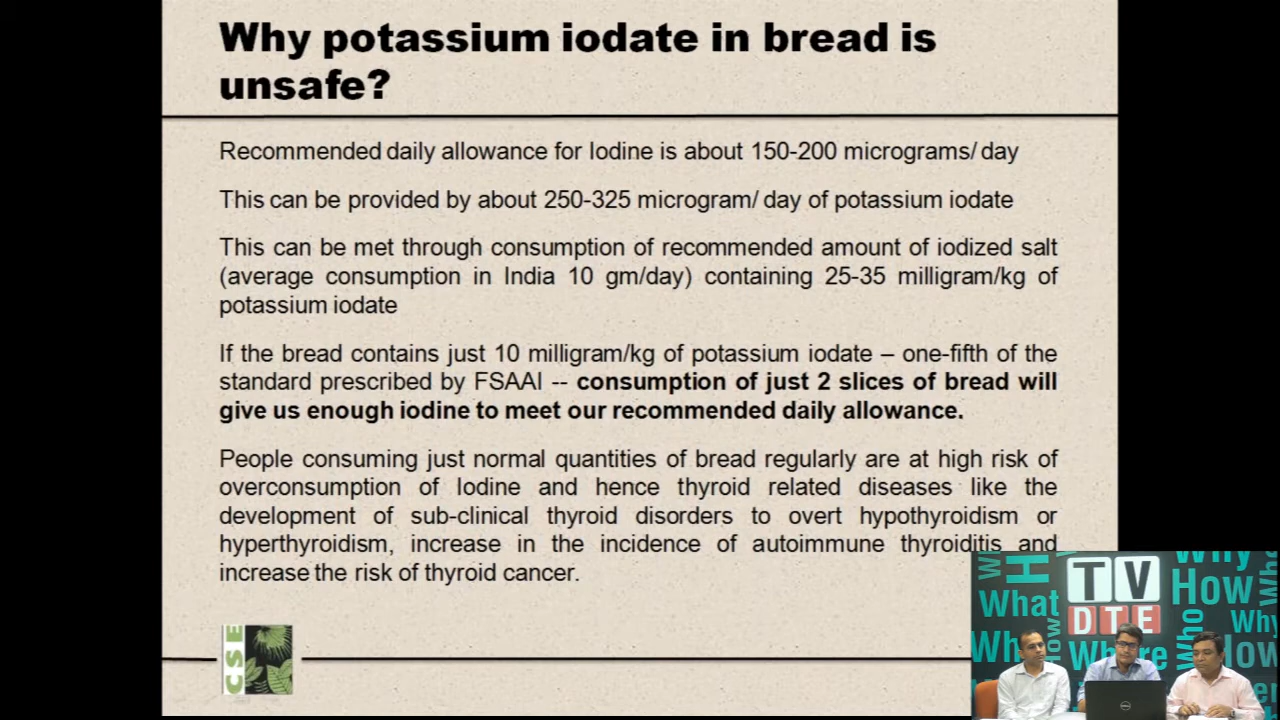 Why potassium iodate in bread is
unsafe?
Recommended daily allowance for Iodine is about 150-200 micrograms/ day
This can be provided by about 250-325 microgram/ day of potassium iodate
This can be met through consumption of recommended amount of iodized salt
(average consumption in India 10 gm/day) containing 25-35 milligram/kg of
potassium iodate
If the bread contains just 10 milligram/kg of potassium iodate – one-fifth of the
standard prescribed by FSAAI -- consumption of just 2 slices of bread will
give us enough iodine to meet our recommended daily allowance.
People consuming just normal quantities of bread regularly are at high risk of
overconsumption of Iodine and hence thyroid related diseases like the
development of sub-clinical thyroid disorders to overt hypothyroidism or
hyperthyroidism, increase in the incidence of autoimmune thyroiditis and
increase the risk of thyroid cancer.
CSE
TV
DTE
What
H
Why
How
Who
Why
How
Where